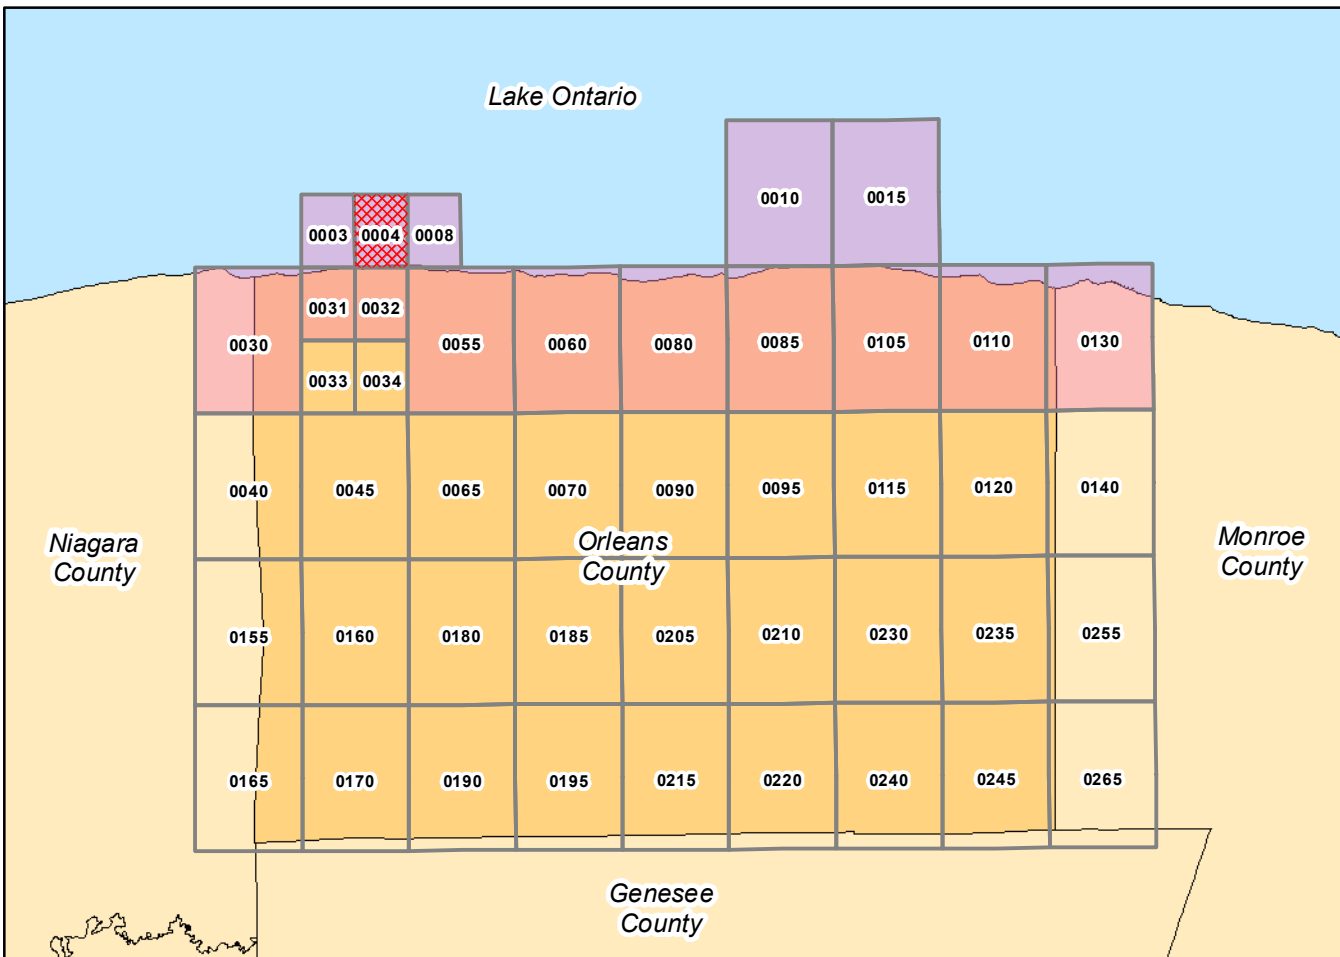 Lake Ontario
0010 0015
0003 0004 0008
0031 0032
0030 0055 0060 0080 0085 0105 0110 0130
0033 0034
0040 0045 0065 0070 0090 0095 0115 0120 0140
Niagara
County
Orleans
County
Monroe
County
0155 0160 0180 0185 0205 0210 0230 0235 0255
0165 0170 0190 0195 0215 0220 0240 0245 0265
Genesee
County